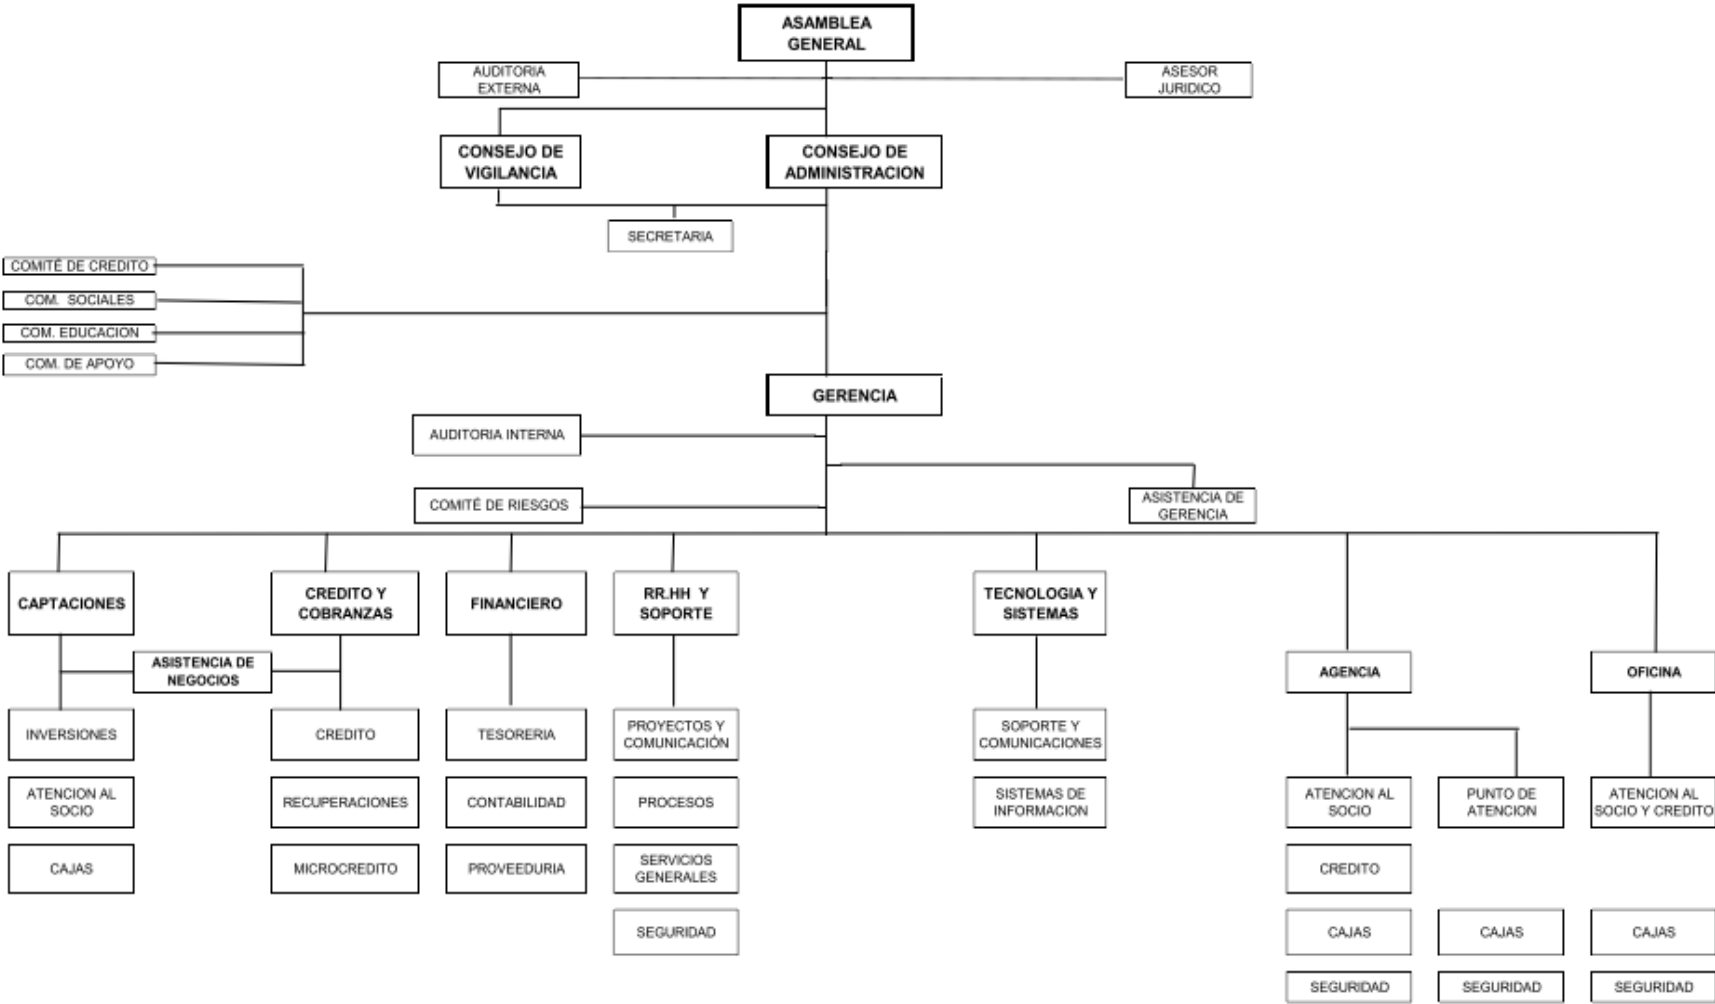 ASAMBLEA
GENERAL
AUDITORIA
EXTERNA
ASESOR
JURIDICO
CONSEJO DE
VIGILANCIA
CONSEJO DE
ADMINISTRACION
SECRETARIA
COMITÉ DE CREDITO
COM. SOCIALES
COM. EDUCACION
COM. DE APOYO
GERENCIA
AUDITORIA INTERNA
COMITÉ DE RIESGOS
ASISTENCIA DE
GERENCIA
CAPTACIONES
CREDITO Y
COBRANZAS
FINANCIERO
RR.HH Y
SOPORTE
TECNOLOGIA Y
SISTEMAS
ASISTENCIA DE
NEGOCIOS
AGENCIA
OFICINA
INVERSIONES
CREDITO
TESORERIA
PROYECTOS Y
COMUNICACIÓN
SOPORTE Y
COMUNICACIONES
ATENCION AL
SOCIO
RECUPERACIONES
CONTABILIDAD
PROCESOS
SISTEMAS DE
INFORMACION
ATENCION AL
SOCIO
PUNTO DE
ATENCION
ATENCION AL
SOCIO Y CREDITO
CAJAS
MICROCREDITO
PROVEEDURIA
SERVICIOS
GENERALES
CREDITO
SEGURIDAD
CAJAS
CAJAS
CAJAS
SEGURIDAD
SEGURIDAD
SEGURIDAD